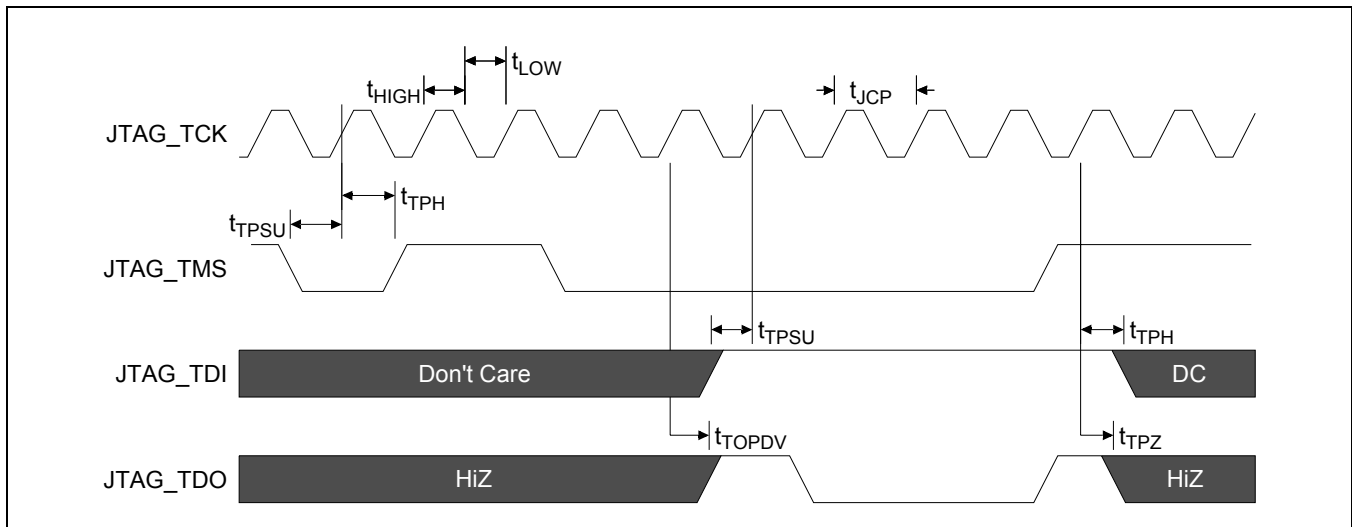 tLOW
tHIGH
tJCP
JTAG_TCK
tTPH
tTPSU
JTAG_TMS
tTPSU
tTPH
JTAG_TDI
Don't Care
DC
tTOPDV
tTPZ
JTAG_TDO
HiZ
HiZ